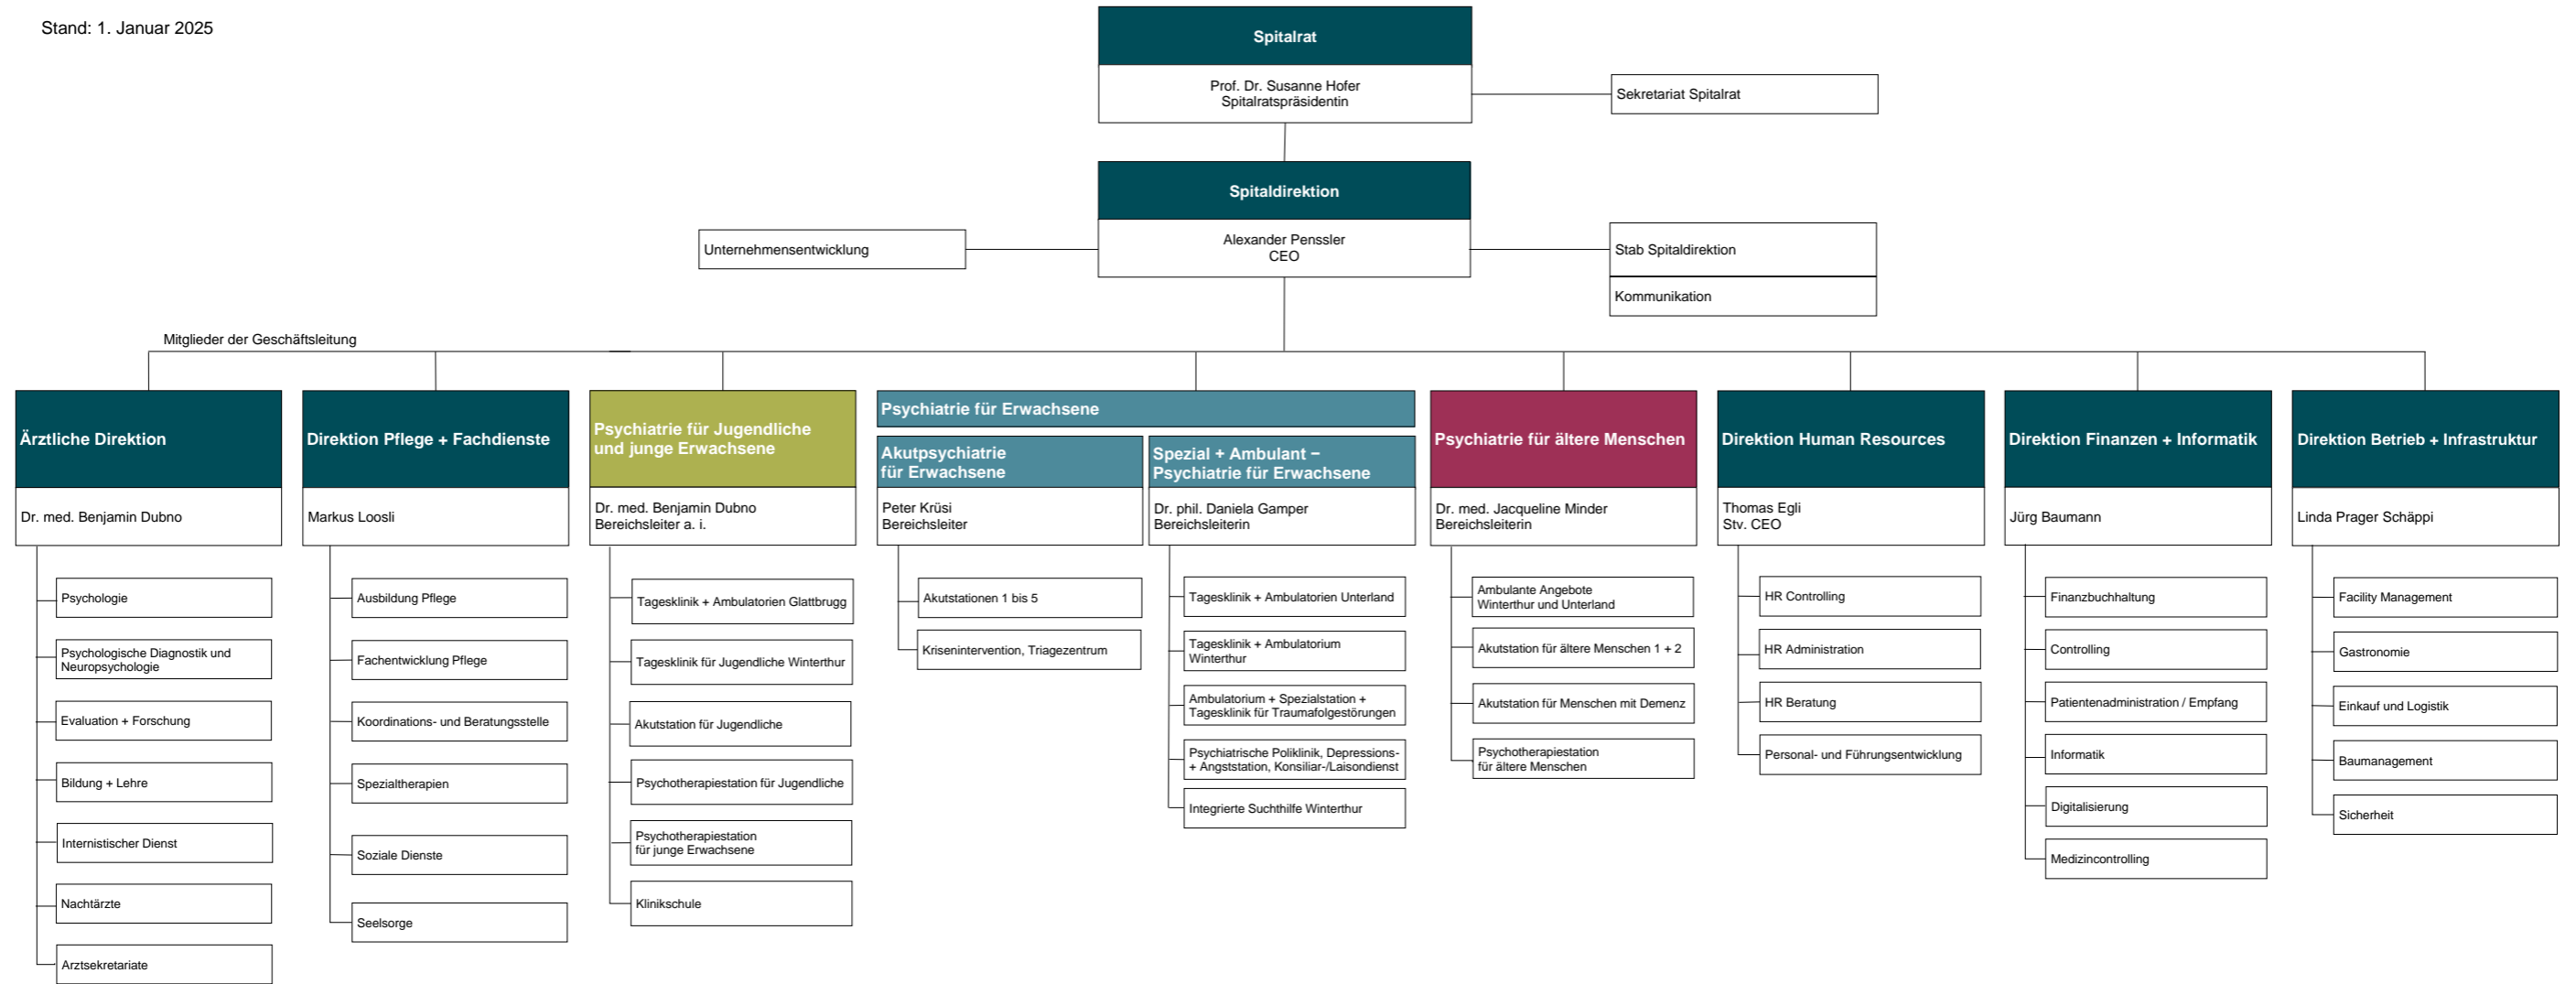 Stand: 1. Januar 2025
Spitalrat
Prof. Dr. Susanne Hofer
Spitalratspräsidentin
Sekretariat Spitalrat
Spitaldirektion
Alexander Penssler
CEO
Unternehmensentwicklung
Stab Spitaldirektion
Kommunikation
Mitglieder der Geschäftsleitung
Ärztliche Direktion
Dr. med. Benjamin Dubno
Psychologie
Psychologische Diagnostik und
Neuropsychologie
Evaluation + Forschung
Bildung + Lehre
Internistischer Dienst
Nachtärzte
Arztsekretariate
Direktion Pflege + Fachdienste
Markus Loosli
Ausbildung Pflege
Fachentwicklung Pflege
Koordinations- und Beratungsstelle
Spezialtherapien
Soziale Dienste
Seelsorge
Psychiatrie für Jugendliche
und junge Erwachsene
Dr. med. Benjamin Dubno
Bereichsleiter a. i.
Tagesklinik + Ambulatorien Glattbrugg
Tagesklinik für Jugendliche Winterthur
Akutstation für Jugendliche
Psychotherapiestation für Jugendliche
Psychotherapiestation
für junge Erwachsene
Klinikschule
Psychiatrie für Erwachsene
Akutpsychiatrie
für Erwachsene
Peter Krüsi
Bereichsleiter
Akutstationen 1 bis 5
Krisenintervention, Triagezentrum
Spezial + Ambulant −
Psychiatrie für Erwachsene
Dr. phil. Daniela Gamper
Bereichsleiterin
Tagesklinik + Ambulatorien Unterland
Tagesklinik + Ambulatorium
Winterthur
Ambulatorium + Spezialstation +
Tagesklinik für Traumafolgestörungen
Psychiatrische Poliklinik, Depressions-
+ Angststation, Konsiliar-/Laisondienst
Integrierte Suchthilfe Winterthur
Psychiatrie für ältere Menschen
Dr. med. Jacqueline Minder
Bereichsleiterin
Ambulante Angebote
Winterthur und Unterland
Akutstation für ältere Menschen 1 + 2
Akutstation für Menschen mit Demenz
Psychotherapiestation
für ältere Menschen
Direktion Human Resources
Thomas Egli
Stv. CEO
HR Controlling
HR Administration
HR Beratung
Personal- und Führungsentwicklung
Direktion Finanzen + Informatik
Jürg Baumann
Finanzbuchhaltung
Controlling
Patientenadministration / Empfang
Informatik
Digitalisierung
Medizincontrolling
Direktion Betrieb + Infrastruktur
Linda Prager Schäppi
Facility Management
Gastronomie
Einkauf und Logistik
Baumanagement
Sicherheit